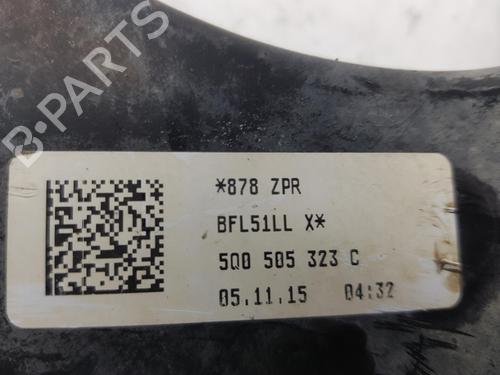 B-PARTS
*878 ZPR
BFL51LL X*
5Q0 505 323 C
05.11.15 04:32